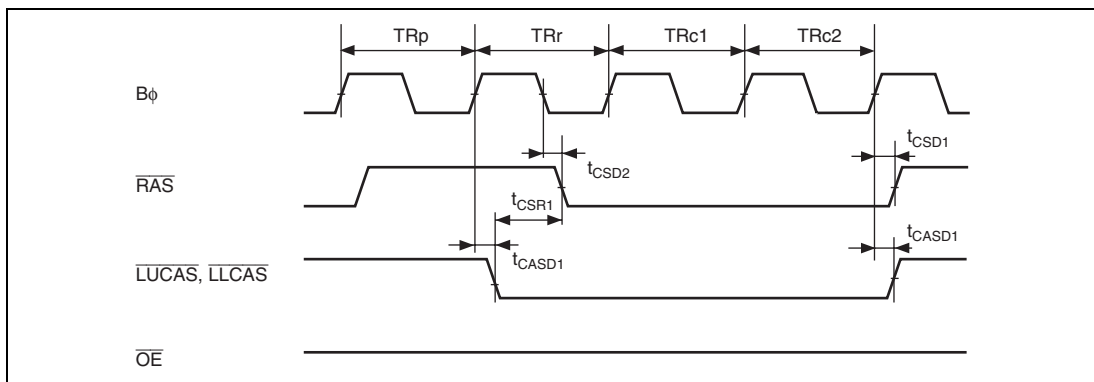 TRp TRr TRc1 TRc2
Bφ
tCSD1
tCSD2
RAS
tCSR1
tCASD1
tCASD1
LUCAS, LLCAS
OE